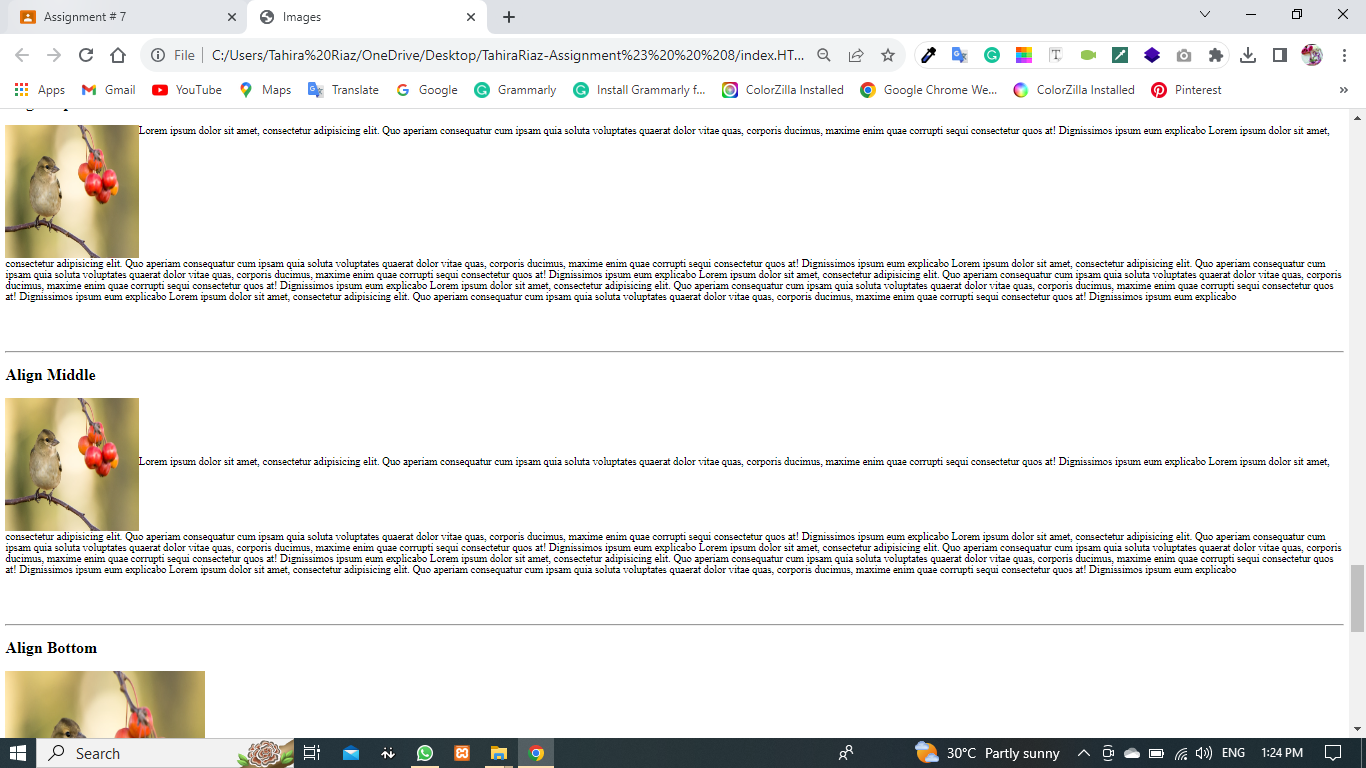 Assignment # 7
Images
File
C:/Users/Tahira%20Riaz/OneDrive/Desktop/TahiraRiaz-Assignment%23%20%20%208/index.HT...
Apps
Gmail
YouTube
Maps
Translate
Google
Grammarly
Install Grammarly f...
ColorZilla Installed
Google Chrome We...
ColorZilla Installed
Pinterest
»
Lorem ipsum dolor sit amet, consectetur adipisicing elit. Quo aperiam consequatur cum ipsam quia soluta voluptates quaerat dolor vitae quas, corporis ducimus, maxime enim quae corrupti sequi consectetur quos at! Dignissimos ipsum eum explicabo Lorem ipsum dolor sit amet,
consectetur adipisicing elit. Quo aperiam consequatur cum ipsam quia soluta voluptates quaerat dolor vitae quas, corporis ducimus, maxime enim quae corrupti sequi consectetur quos at! Dignissimos ipsum eum explicabo Lorem ipsum dolor sit amet, consectetur adipisicing elit. Quo aperiam consequatur cum
ipsam quia soluta voluptates quaerat dolor vitae quas, corporis ducimus, maxime enim quae corrupti sequi consectetur quos at! Dignissimos ipsum eum explicabo Lorem ipsum dolor sit amet, consectetur adipisicing elit. Quo aperiam consequatur cum ipsam quia soluta voluptates quaerat dolor vitae quas, corporis
ducimus, maxime enim quae corrupti sequi consectetur quos at! Dignissimos ipsum eum explicabo Lorem ipsum dolor sit amet, consectetur adipisicing elit. Quo aperiam consequatur cum ipsam quia soluta voluptates quaerat dolor vitae quas, corporis ducimus, maxime enim quae corrupti sequi consectetur quos
at! Dignissimos ipsum eum explicabo Lorem ipsum dolor sit amet, consectetur adipisicing elit. Quo aperiam consequatur cum ipsam quia soluta voluptates quaerat dolor vitae quas, corporis ducimus, maxime enim quae corrupti sequi consectetur quos at! Dignissimos ipsum eum explicabo
Align Middle
Lorem ipsum dolor sit amet, consectetur adipisicing elit. Quo aperiam consequatur cum ipsam quia soluta voluptates quaerat dolor vitae quas, corporis ducimus, maxime enim quae corrupti sequi consectetur quos at! Dignissimos ipsum eum explicabo Lorem ipsum dolor sit amet,
consectetur adipisicing elit. Quo aperiam consequatur cum ipsam quia soluta voluptates quaerat dolor vitae quas, corporis ducimus, maxime enim quae corrupti sequi consectetur quos at! Dignissimos ipsum eum explicabo Lorem ipsum dolor sit amet, consectetur adipisicing elit. Quo aperiam consequatur cum
ipsam quia soluta voluptates quaerat dolor vitae quas, corporis ducimus, maxime enim quae corrupti sequi consectetur quos at! Dignissimos ipsum eum explicabo Lorem ipsum dolor sit amet, consectetur adipisicing elit. Quo aperiam consequatur cum ipsam quia soluta voluptates quaerat dolor vitae quas, corporis
ducimus, maxime enim quae corrupti sequi consectetur quos at! Dignissimos ipsum eum explicabo Lorem ipsum dolor sit amet, consectetur adipisicing elit. Quo aperiam consequatur cum ipsam quia soluta voluptates quaerat dolor vitae quas, corporis ducimus, maxime enim quae corrupti sequi consectetur quos
at! Dignissimos ipsum eum explicabo Lorem ipsum dolor sit amet, consectetur adipisicing elit. Quo aperiam consequatur cum ipsam quia soluta voluptates quaerat dolor vitae quas, corporis ducimus, maxime enim quae corrupti sequi consectetur quos at! Dignissimos ipsum eum explicabo
Align Bottom
Search
30°C Partly sunny
ENG
1:24 PM